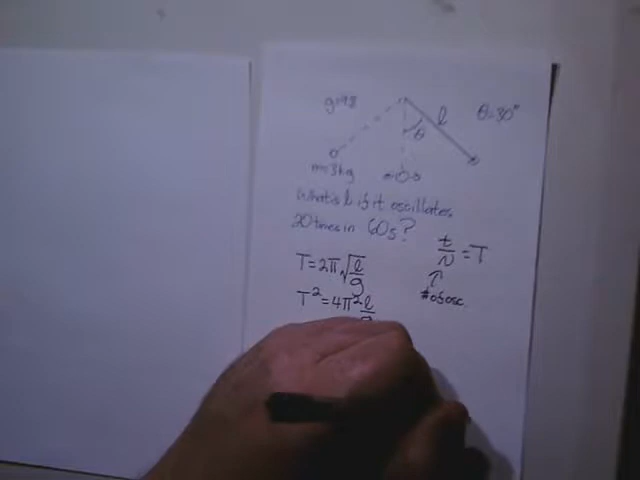 g=9.8
l
θ=30°
θ
m=3kg
What is l if it oscillates
20 times in 60s?
t/N = T
T=2π√(l/g)
# of osc.
T²=4π² l/g